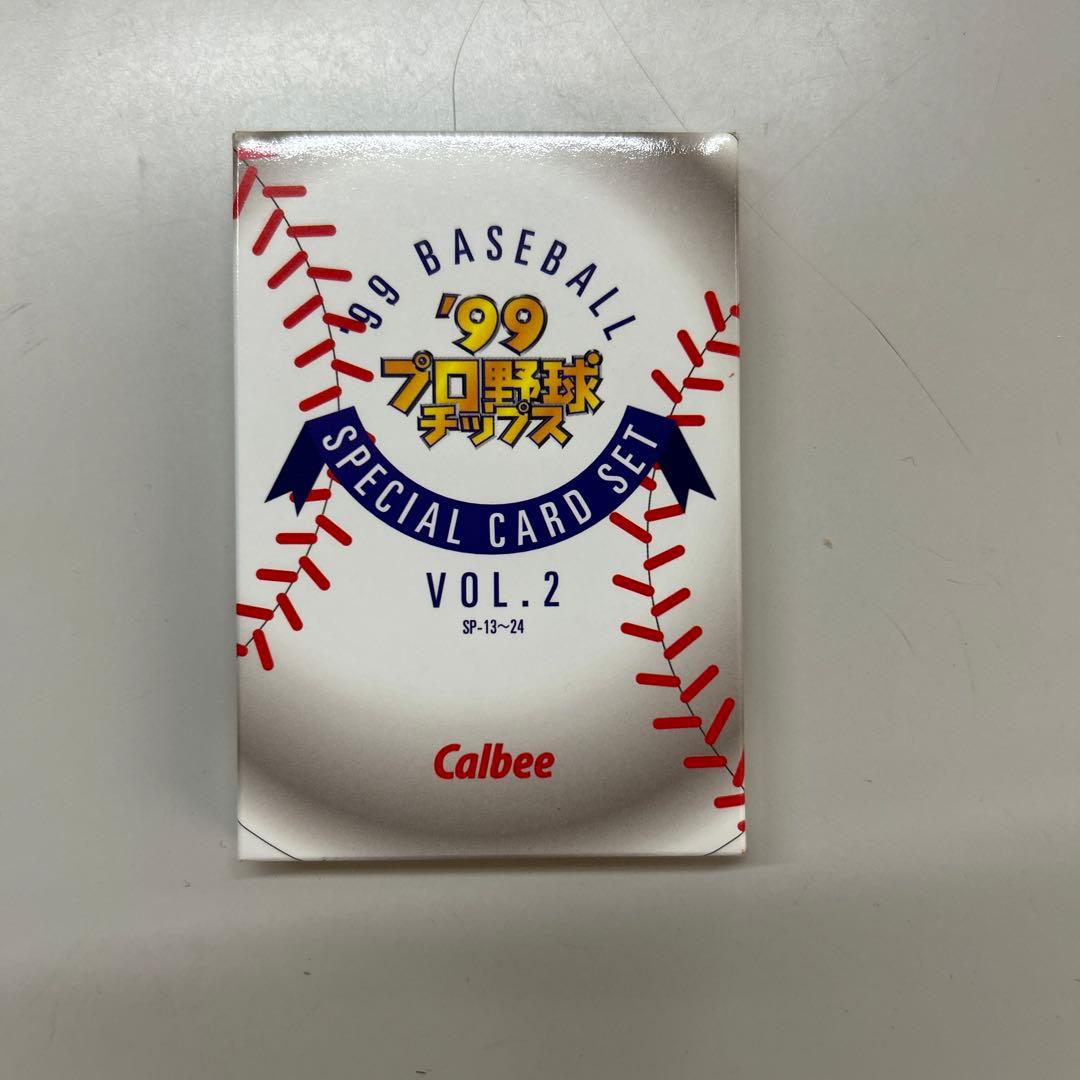 '99 BASEBALL
'99
プロ野球
チップス
SPECIAL CARD SET
VOL.2
SP-13～24
Calbee